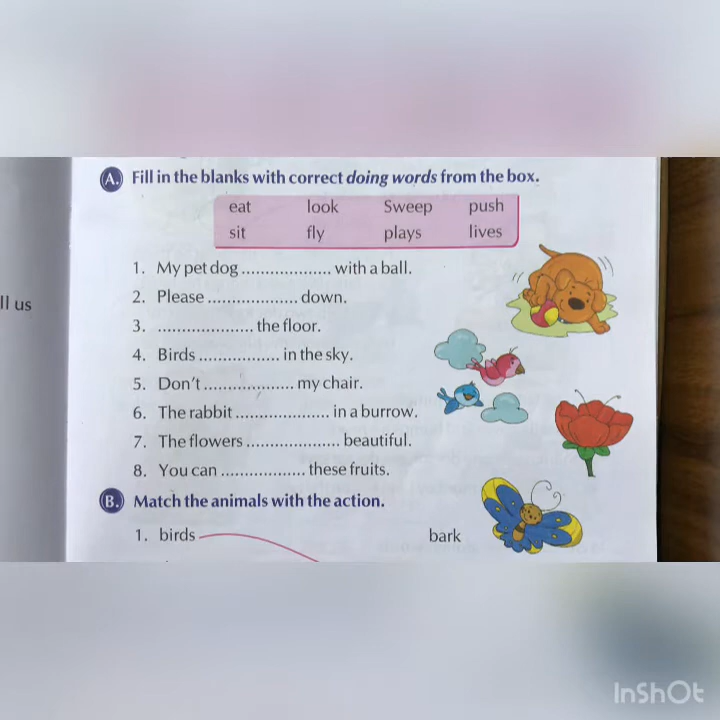 A. Fill in the blanks with correct doing words from the box.
eat look Sweep push
sit fly plays lives
1. My pet dog ................... with a ball.
2. Please ................... down.
3. .................... the floor.
4. Birds ................. in the sky.
5. Don't ................... my chair.
6. The rabbit .................... in a burrow.
7. The flowers .................... beautiful.
8. You can .................. these fruits.
B. Match the animals with the action.
1. birds bark
ll us
InShOt